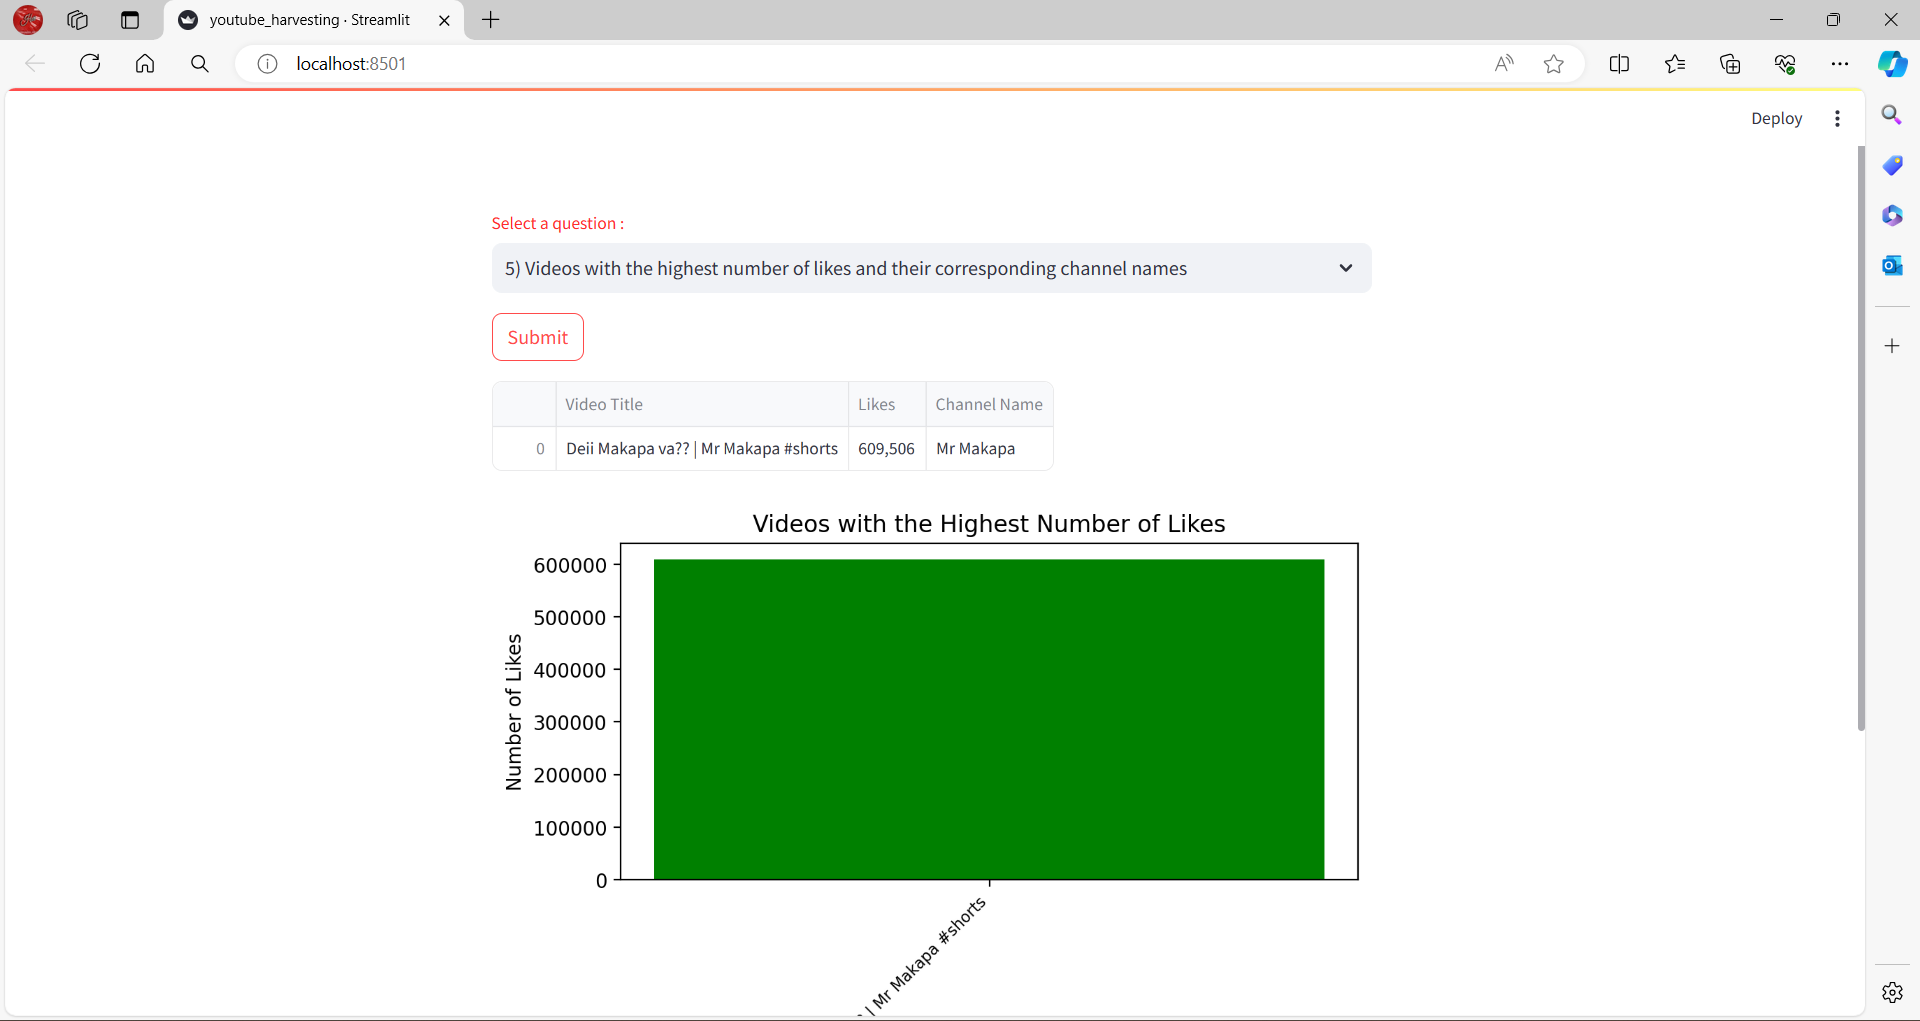 youtube_harvesting · Streamlit
localhost:8501
Deploy
Select a question :
5) Videos with the highest number of likes and their corresponding channel names
Submit
Video Title Likes Channel Name
0 Deii Makapa va?? | Mr Makapa #shorts 609,506 Mr Makapa
Videos with the Highest Number of Likes
600000
500000
400000
300000
200000
100000
0
Number of Likes
| Mr Makapa #shorts